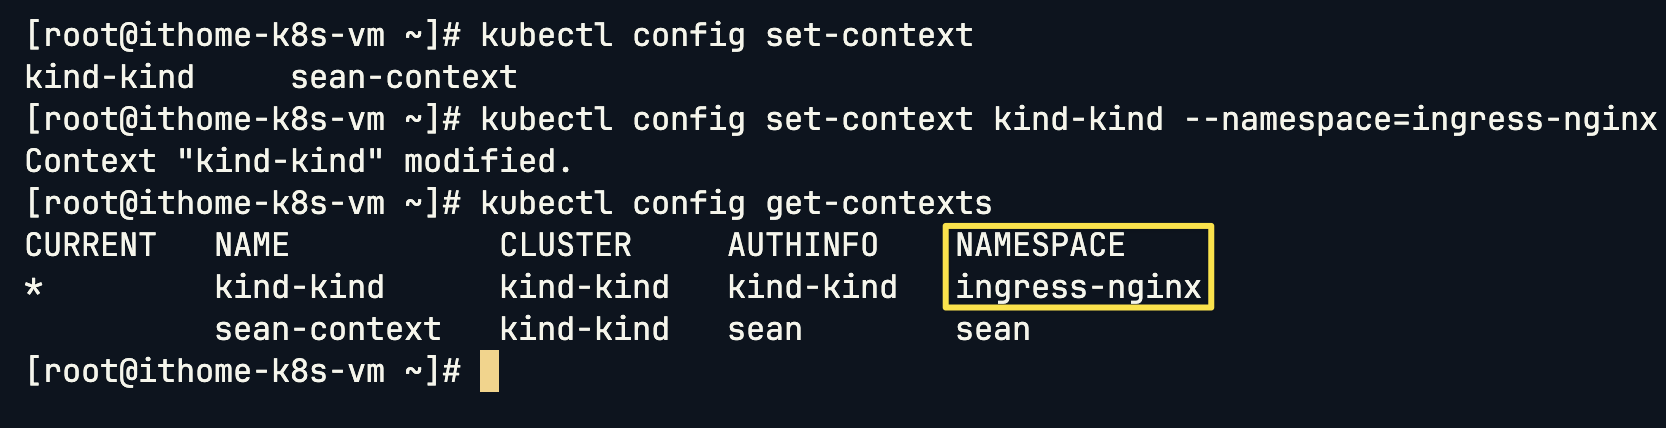 [root@ithome-k8s-vm ~]# kubectl config set-context
kind-kind     sean-context
[root@ithome-k8s-vm ~]# kubectl config set-context kind-kind --namespace=ingress-nginx
Context "kind-kind" modified.
[root@ithome-k8s-vm ~]# kubectl config get-contexts
CURRENT   NAME           CLUSTER     AUTHINFO    NAMESPACE
*         kind-kind      kind-kind   kind-kind   ingress-nginx
          sean-context   kind-kind   sean        sean
[root@ithome-k8s-vm ~]#